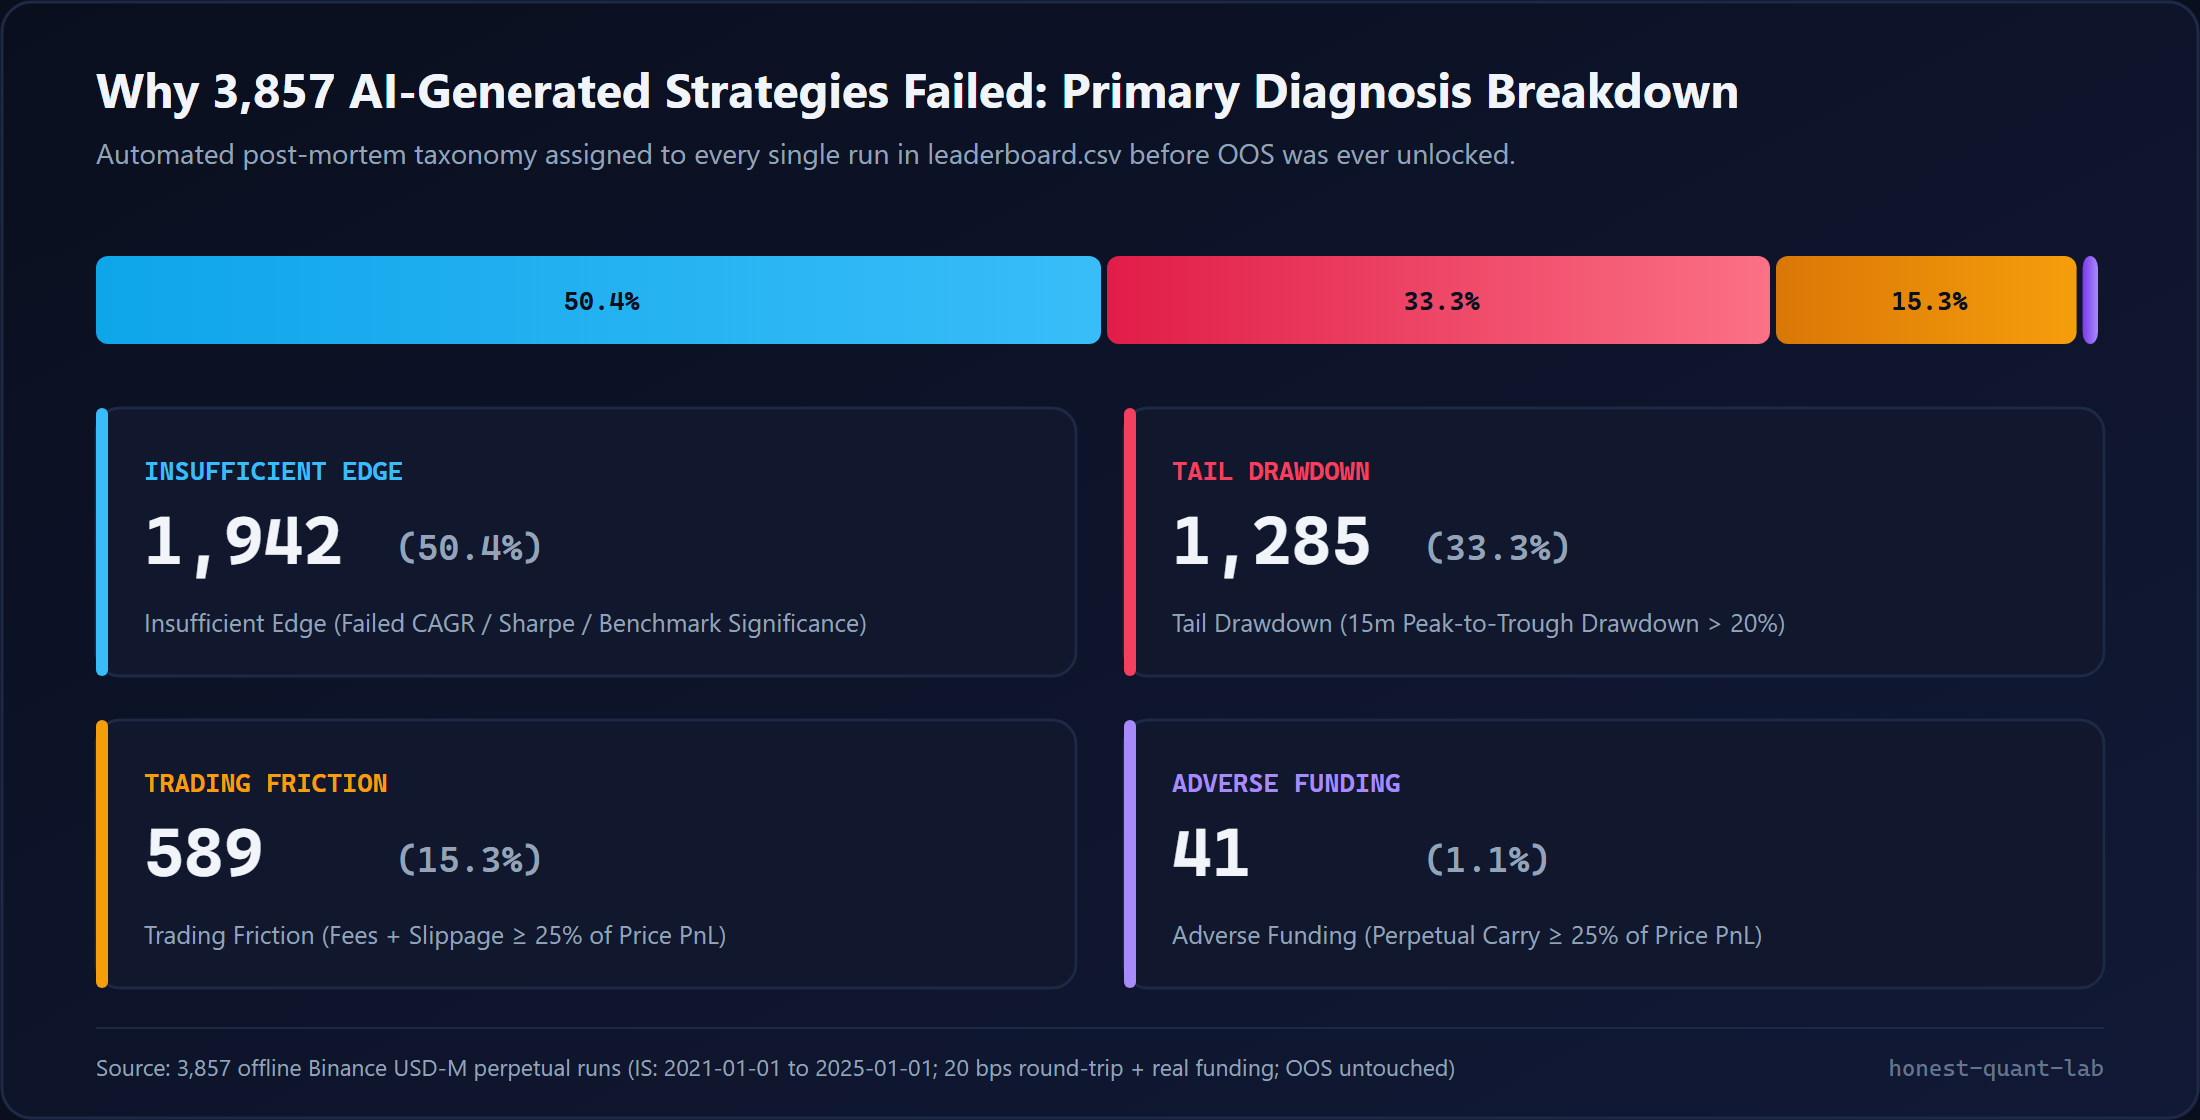 Why 3,857 AI-Generated Strategies Failed: Primary Diagnosis Breakdown
Automated post-mortem taxonomy assigned to every single run in leaderboard.csv before OOS was ever unlocked.
50.4%
33.3%
15.3%
INSUFFICIENT EDGE
1,942 (50.4%)
Insufficient Edge (Failed CAGR / Sharpe / Benchmark Significance)
TAIL DRAWDOWN
1,285 (33.3%)
Tail Drawdown (15m Peak-to-Trough Drawdown > 20%)
TRADING FRICTION
589 (15.3%)
Trading Friction (Fees + Slippage ≥ 25% of Price PnL)
ADVERSE FUNDING
41 (1.1%)
Adverse Funding (Perpetual Carry ≥ 25% of Price PnL)
Source: 3,857 offline Binance USD-M perpetual runs (IS: 2021-01-01 to 2025-01-01; 20 bps round-trip + real funding; OOS untouched)
honest-quant-lab